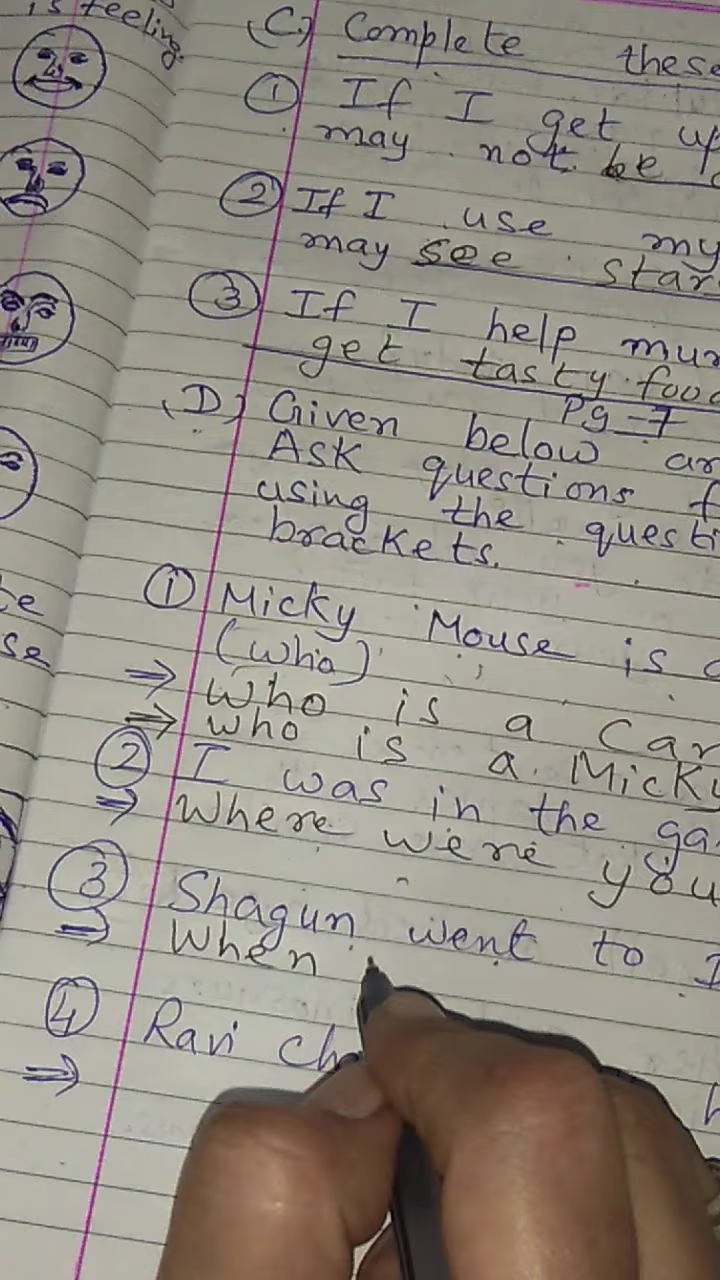 is feeling.
te
se
(C.) Complete these
① If I get up
may not be
② If I use my
may see star
③ If I help mum
get tasty food
Pg-7
(D) Given below ar
Ask questions f
using the questi
brackets.
① Micky Mouse is
(Who)
⇒ Who is a Car
⇒ Who is a Micky
② I was in the ga
⇒ Where were you
③ Shagun went to
⇒ When
④ Ravi ch
⇒